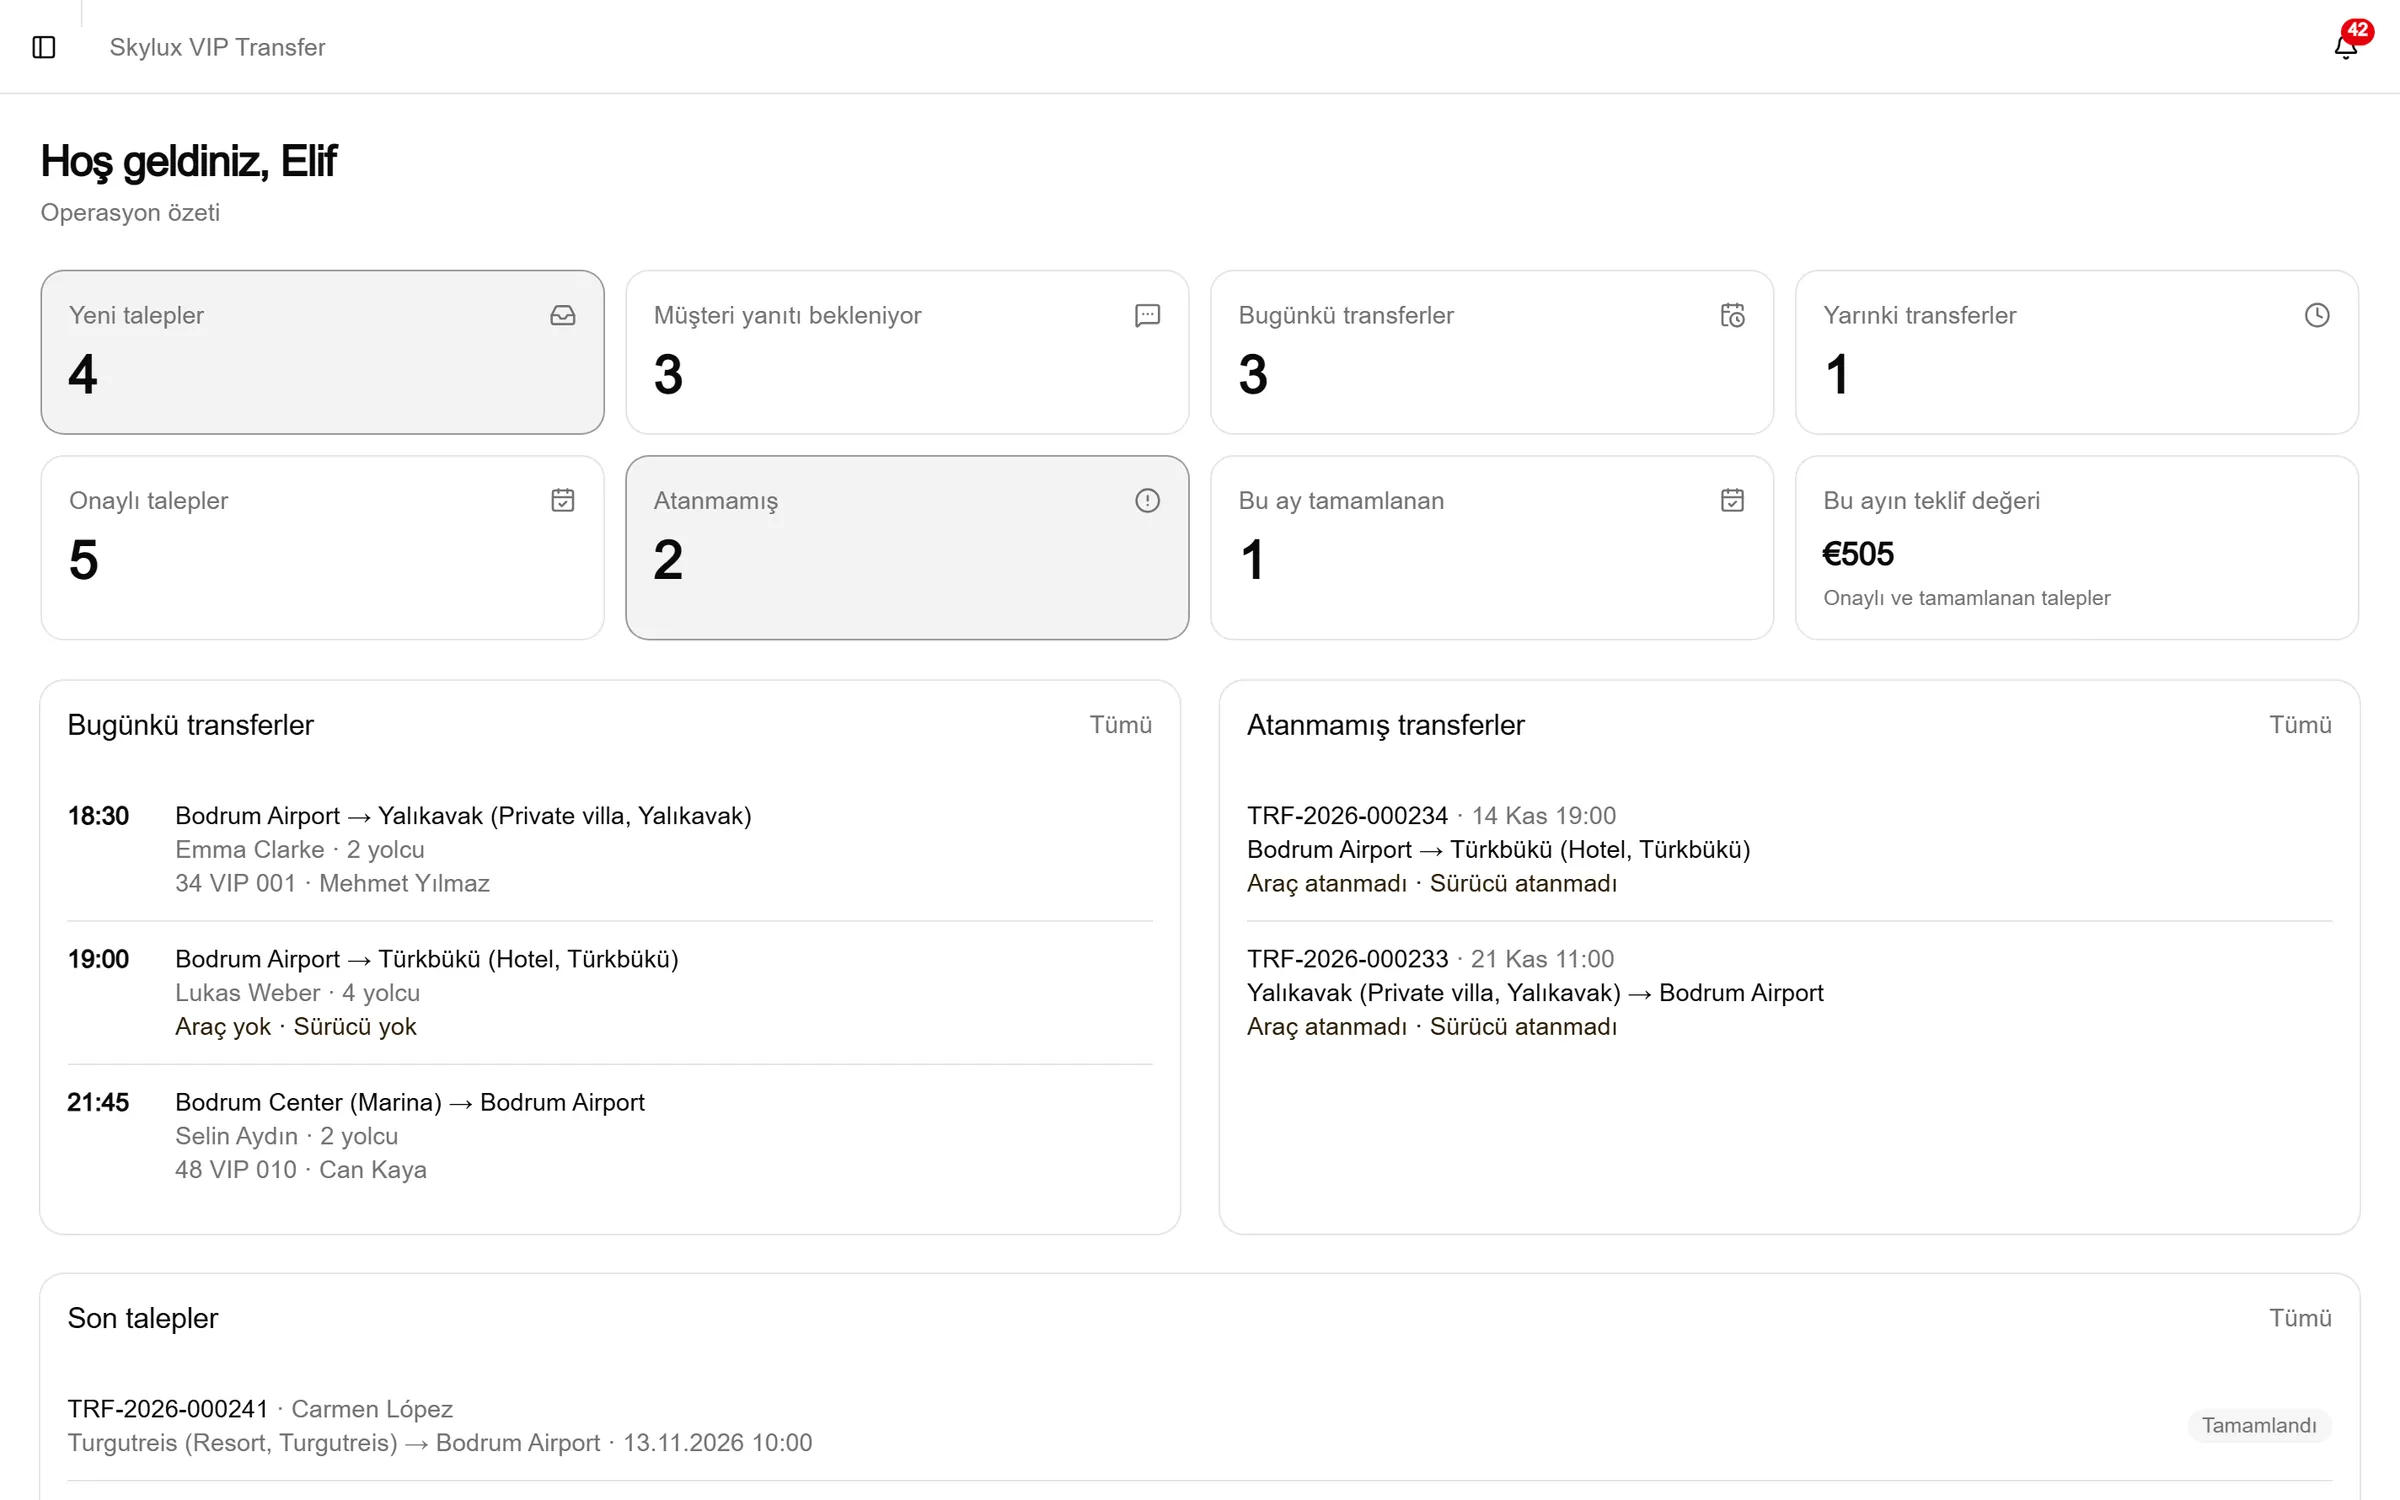 Skylux VIP Transfer
42
Hoş geldiniz, Elif
Operasyon özeti
Yeni talepler
4
Müşteri yanıtı bekleniyor
3
Bugünkü transferler
3
Yarınki transferler
1
Onaylı talepler
5
Atanmamış
2
Bu ay tamamlanan
1
Bu ayın teklif değeri
€505
Onaylı ve tamamlanan talepler
Bugünkü transferler
Tümü
18:30
Bodrum Airport → Yalıkavak (Private villa, Yalıkavak)
Emma Clarke · 2 yolcu
34 VIP 001 · Mehmet Yılmaz
19:00
Bodrum Airport → Türkbükü (Hotel, Türkbükü)
Lukas Weber · 4 yolcu
Araç yok · Sürücü yok
21:45
Bodrum Center (Marina) → Bodrum Airport
Selin Aydın · 2 yolcu
48 VIP 010 · Can Kaya
Atanmamış transferler
Tümü
TRF-2026-000234 · 14 Kas 19:00
Bodrum Airport → Türkbükü (Hotel, Türkbükü)
Araç atanmadı · Sürücü atanmadı
TRF-2026-000233 · 21 Kas 11:00
Yalıkavak (Private villa, Yalıkavak) → Bodrum Airport
Araç atanmadı · Sürücü atanmadı
Son talepler
Tümü
TRF-2026-000241 · Carmen López
Turgutreis (Resort, Turgutreis) → Bodrum Airport · 13.11.2026 10:00
Tamamlandı